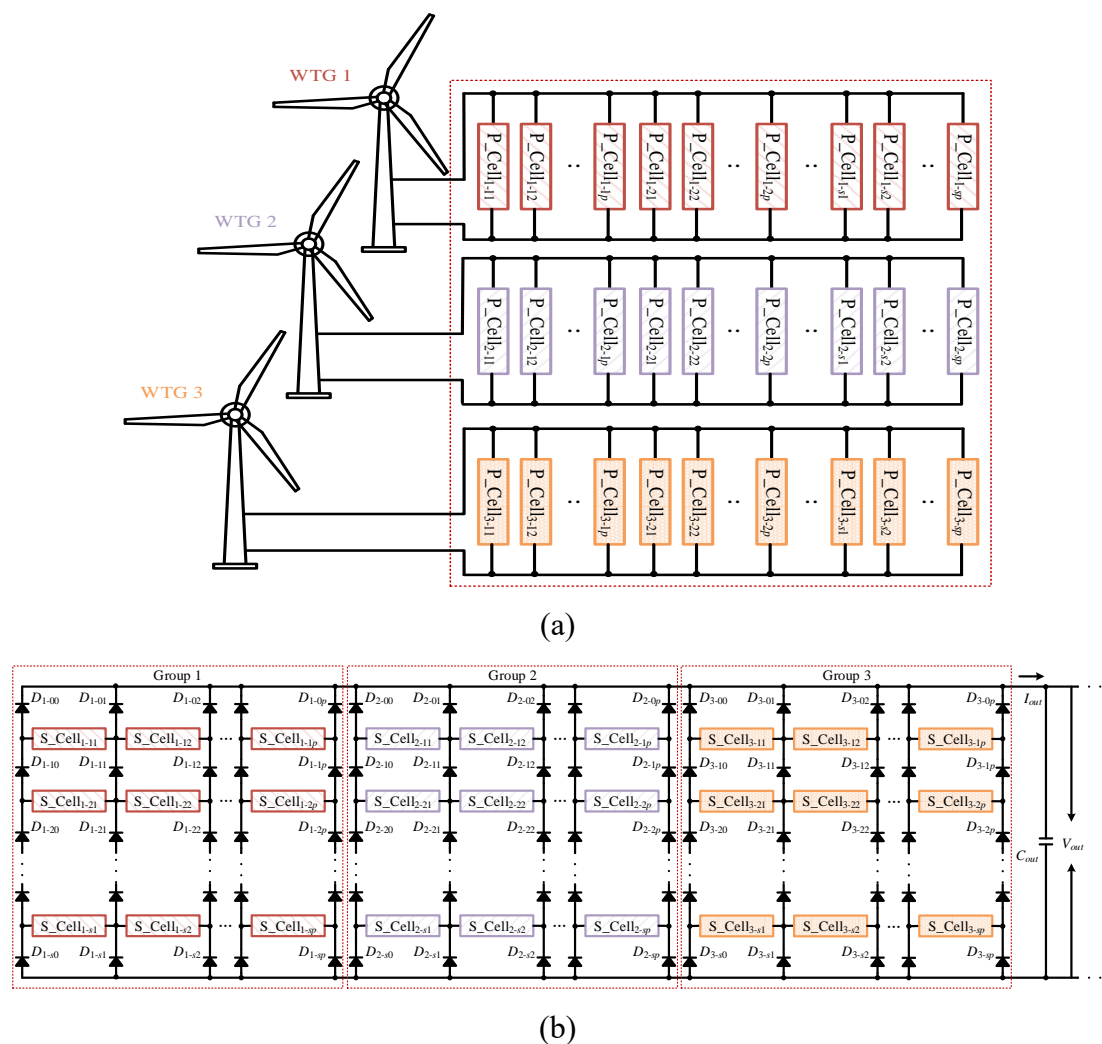 WTG 1
P_Cell1-11 P_Cell1-12 .. P_Cell1-1p P_Cell1-21 P_Cell1-22 .. P_Cell1-2p .. P_Cell1-s1 P_Cell1-s2 .. P_Cell1-sp
WTG 2
P_Cell2-11 P_Cell2-12 .. P_Cell2-1p P_Cell2-21 P_Cell2-22 .. P_Cell2-2p .. P_Cell2-s1 P_Cell2-s2 .. P_Cell2-sp
WTG 3
P_Cell3-11 P_Cell3-12 .. P_Cell3-1p P_Cell3-21 P_Cell3-22 .. P_Cell3-2p .. P_Cell3-s1 P_Cell3-s2 .. P_Cell3-sp
(a)
Group 1 Group 2 Group 3
D1-00 D1-01 D1-02 D1-0p D2-00 D2-01 D2-02 D2-0p D3-00 D3-01 D3-02 D3-0p Iout
S_Cell1-11 S_Cell1-12 ... S_Cell1-1p S_Cell2-11 S_Cell2-12 ... S_Cell2-1p S_Cell3-11 S_Cell3-12 ... S_Cell3-1p
D1-10 D1-11 D1-12 D1-1p D2-10 D2-11 D2-12 D2-1p D3-10 D3-11 D3-12 D3-1p
S_Cell1-21 S_Cell1-22 ... S_Cell1-2p S_Cell2-21 S_Cell2-22 ... S_Cell2-2p S_Cell3-21 S_Cell3-22 ... S_Cell3-2p
D1-20 D1-21 D1-22 D1-2p D2-20 D2-21 D2-22 D2-2p D3-20 D3-21 D3-22 D3-2p
Cout Vout
S_Cell1-s1 S_Cell1-s2 ... S_Cell1-sp S_Cell2-s1 S_Cell2-s2 ... S_Cell2-sp S_Cell3-s1 S_Cell3-s2 ... S_Cell3-sp
D1-s0 D1-s1 D1-s2 D1-sp D2-s0 D2-s1 D2-s2 D2-sp D3-s0 D3-s1 D3-s2 D3-sp
(b)